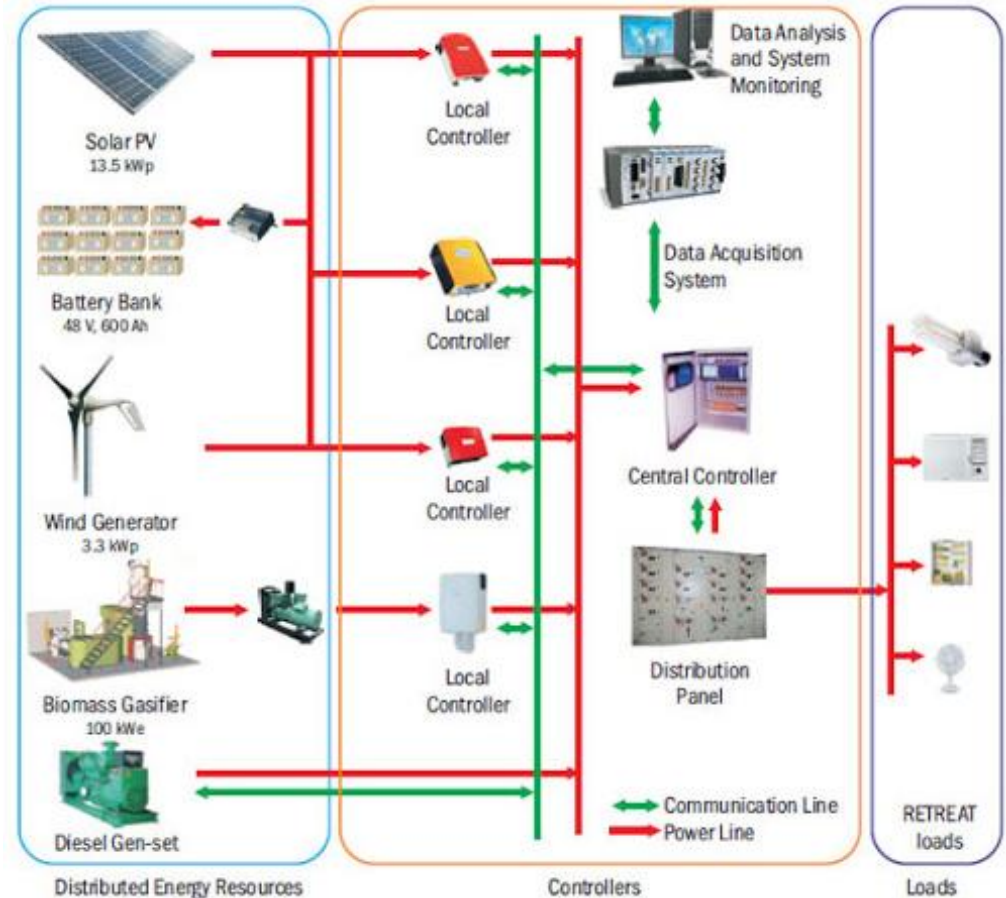 Solar PV
13.5 kWp
Battery Bank
48 V, 600 Ah
Wind Generator
3.3 kWp
Biomass Gasifier
100 kWe
Diesel Gen-set
Distributed Energy Resources
Local
Controller
Local
Controller
Local
Controller
Local
Controller
Data Analysis
and System
Monitoring
Data Acquisition
System
Central Controller
Distribution
Panel
Communication Line
Power Line
Controllers
RETREAT
loads
Loads